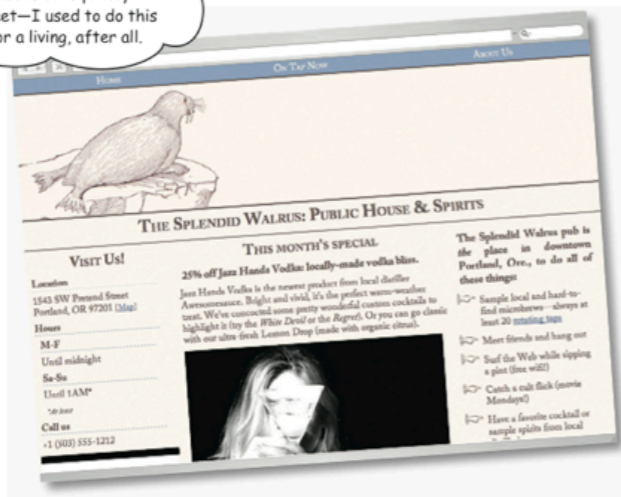 et—I used to do this
or a living, after all.
Home
On Tap Now
About Us
The Splendid Walrus: Public House & Spirits
Visit Us!
Location
1543 SW Pretend Street
Portland, OR 97201 (Map)
Hours
M-F
Until midnight
Sa-Su
Until 1AM*
*At least
Call us
+1 (503) 555-1212
This month's special
25% off Jazz Hands Vodka: locally-made vodka bliss.
Jazz Hands Vodka is the newest product from local distiller
Awesomesauce. Bright and vivid, it's the perfect warm-weather
treat. We've concocted some pretty wonderful custom cocktails to
highlight it (try the White Devil or the Regret). Or you can go classic
with our ultra-fresh Lemon Drop (made with organic citrus).
The Splendid Walrus pub is
the place in downtown
Portland, Ore., to do all of
these things:
Sample local and hard-to-
find microbrews—always at
least 20 rotating taps
Meet friends and hang out
Surf the Web while sipping
a pint (free wifi!)
Catch a cult flick (movie
Mondays!)
Have a favorite cocktail or
sample spirits from local